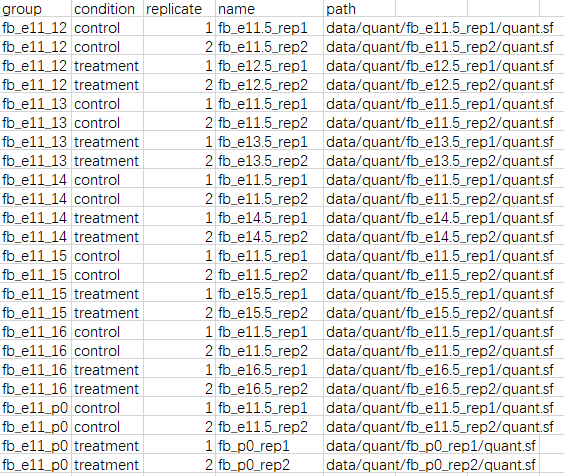 group condition replicate name path
fb_e11_12 control 1 fb_e11.5_rep1 data/quant/fb_e11.5_rep1/quant.sf
fb_e11_12 control 2 fb_e11.5_rep2 data/quant/fb_e11.5_rep2/quant.sf
fb_e11_12 treatment 1 fb_e12.5_rep1 data/quant/fb_e12.5_rep1/quant.sf
fb_e11_12 treatment 2 fb_e12.5_rep2 data/quant/fb_e12.5_rep2/quant.sf
fb_e11_13 control 1 fb_e11.5_rep1 data/quant/fb_e11.5_rep1/quant.sf
fb_e11_13 control 2 fb_e11.5_rep2 data/quant/fb_e11.5_rep2/quant.sf
fb_e11_13 treatment 1 fb_e13.5_rep1 data/quant/fb_e13.5_rep1/quant.sf
fb_e11_13 treatment 2 fb_e13.5_rep2 data/quant/fb_e13.5_rep2/quant.sf
fb_e11_14 control 1 fb_e11.5_rep1 data/quant/fb_e11.5_rep1/quant.sf
fb_e11_14 control 2 fb_e11.5_rep2 data/quant/fb_e11.5_rep2/quant.sf
fb_e11_14 treatment 1 fb_e14.5_rep1 data/quant/fb_e14.5_rep1/quant.sf
fb_e11_14 treatment 2 fb_e14.5_rep2 data/quant/fb_e14.5_rep2/quant.sf
fb_e11_15 control 1 fb_e11.5_rep1 data/quant/fb_e11.5_rep1/quant.sf
fb_e11_15 control 2 fb_e11.5_rep2 data/quant/fb_e11.5_rep2/quant.sf
fb_e11_15 treatment 1 fb_e15.5_rep1 data/quant/fb_e15.5_rep1/quant.sf
fb_e11_15 treatment 2 fb_e15.5_rep2 data/quant/fb_e15.5_rep2/quant.sf
fb_e11_16 control 1 fb_e11.5_rep1 data/quant/fb_e11.5_rep1/quant.sf
fb_e11_16 control 2 fb_e11.5_rep2 data/quant/fb_e11.5_rep2/quant.sf
fb_e11_16 treatment 1 fb_e16.5_rep1 data/quant/fb_e16.5_rep1/quant.sf
fb_e11_16 treatment 2 fb_e16.5_rep2 data/quant/fb_e16.5_rep2/quant.sf
fb_e11_p0 control 1 fb_e11.5_rep1 data/quant/fb_e11.5_rep1/quant.sf
fb_e11_p0 control 2 fb_e11.5_rep2 data/quant/fb_e11.5_rep2/quant.sf
fb_e11_p0 treatment 1 fb_p0_rep1 data/quant/fb_p0_rep1/quant.sf
fb_e11_p0 treatment 2 fb_p0_rep2 data/quant/fb_p0_rep2/quant.sf